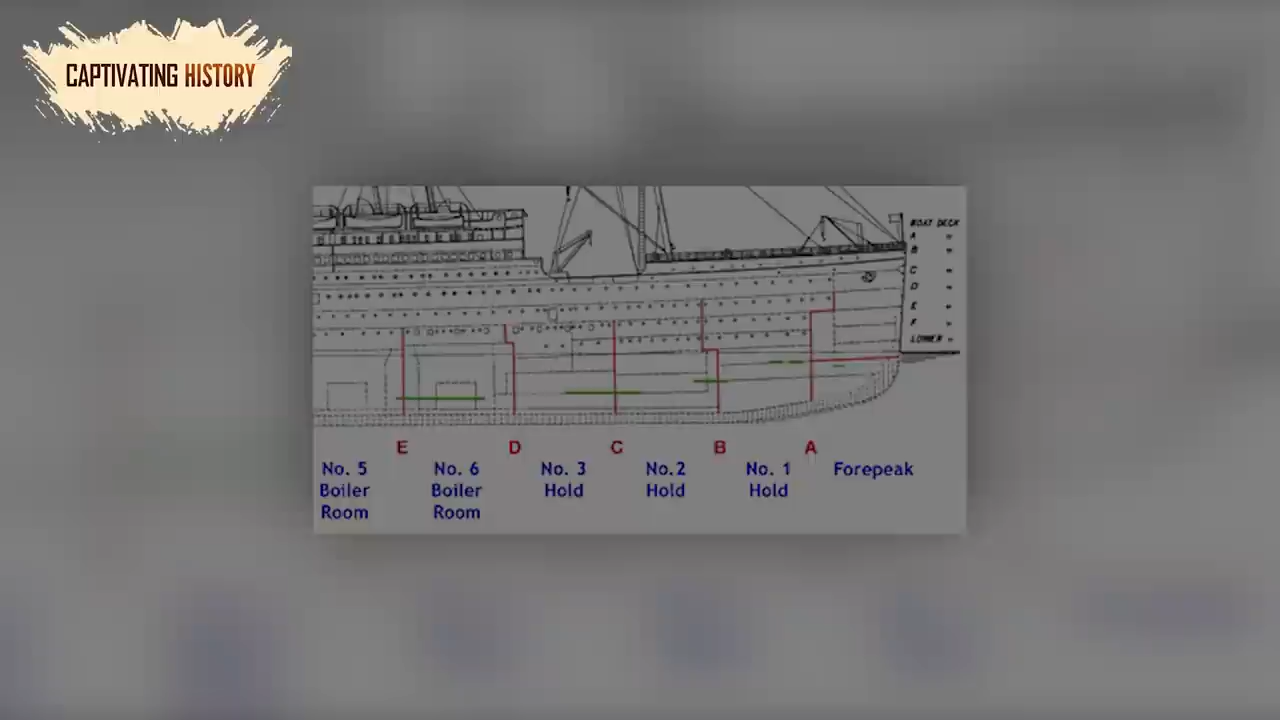 CAPTIVATING HISTORY
BOAT DECK
A "
B "
C "
D "
E "
F "
LOWER "
E D C B A
No. 5 No. 6 No. 3 No.2 No. 1 Forepeak
Boiler Boiler Hold Hold Hold
Room Room